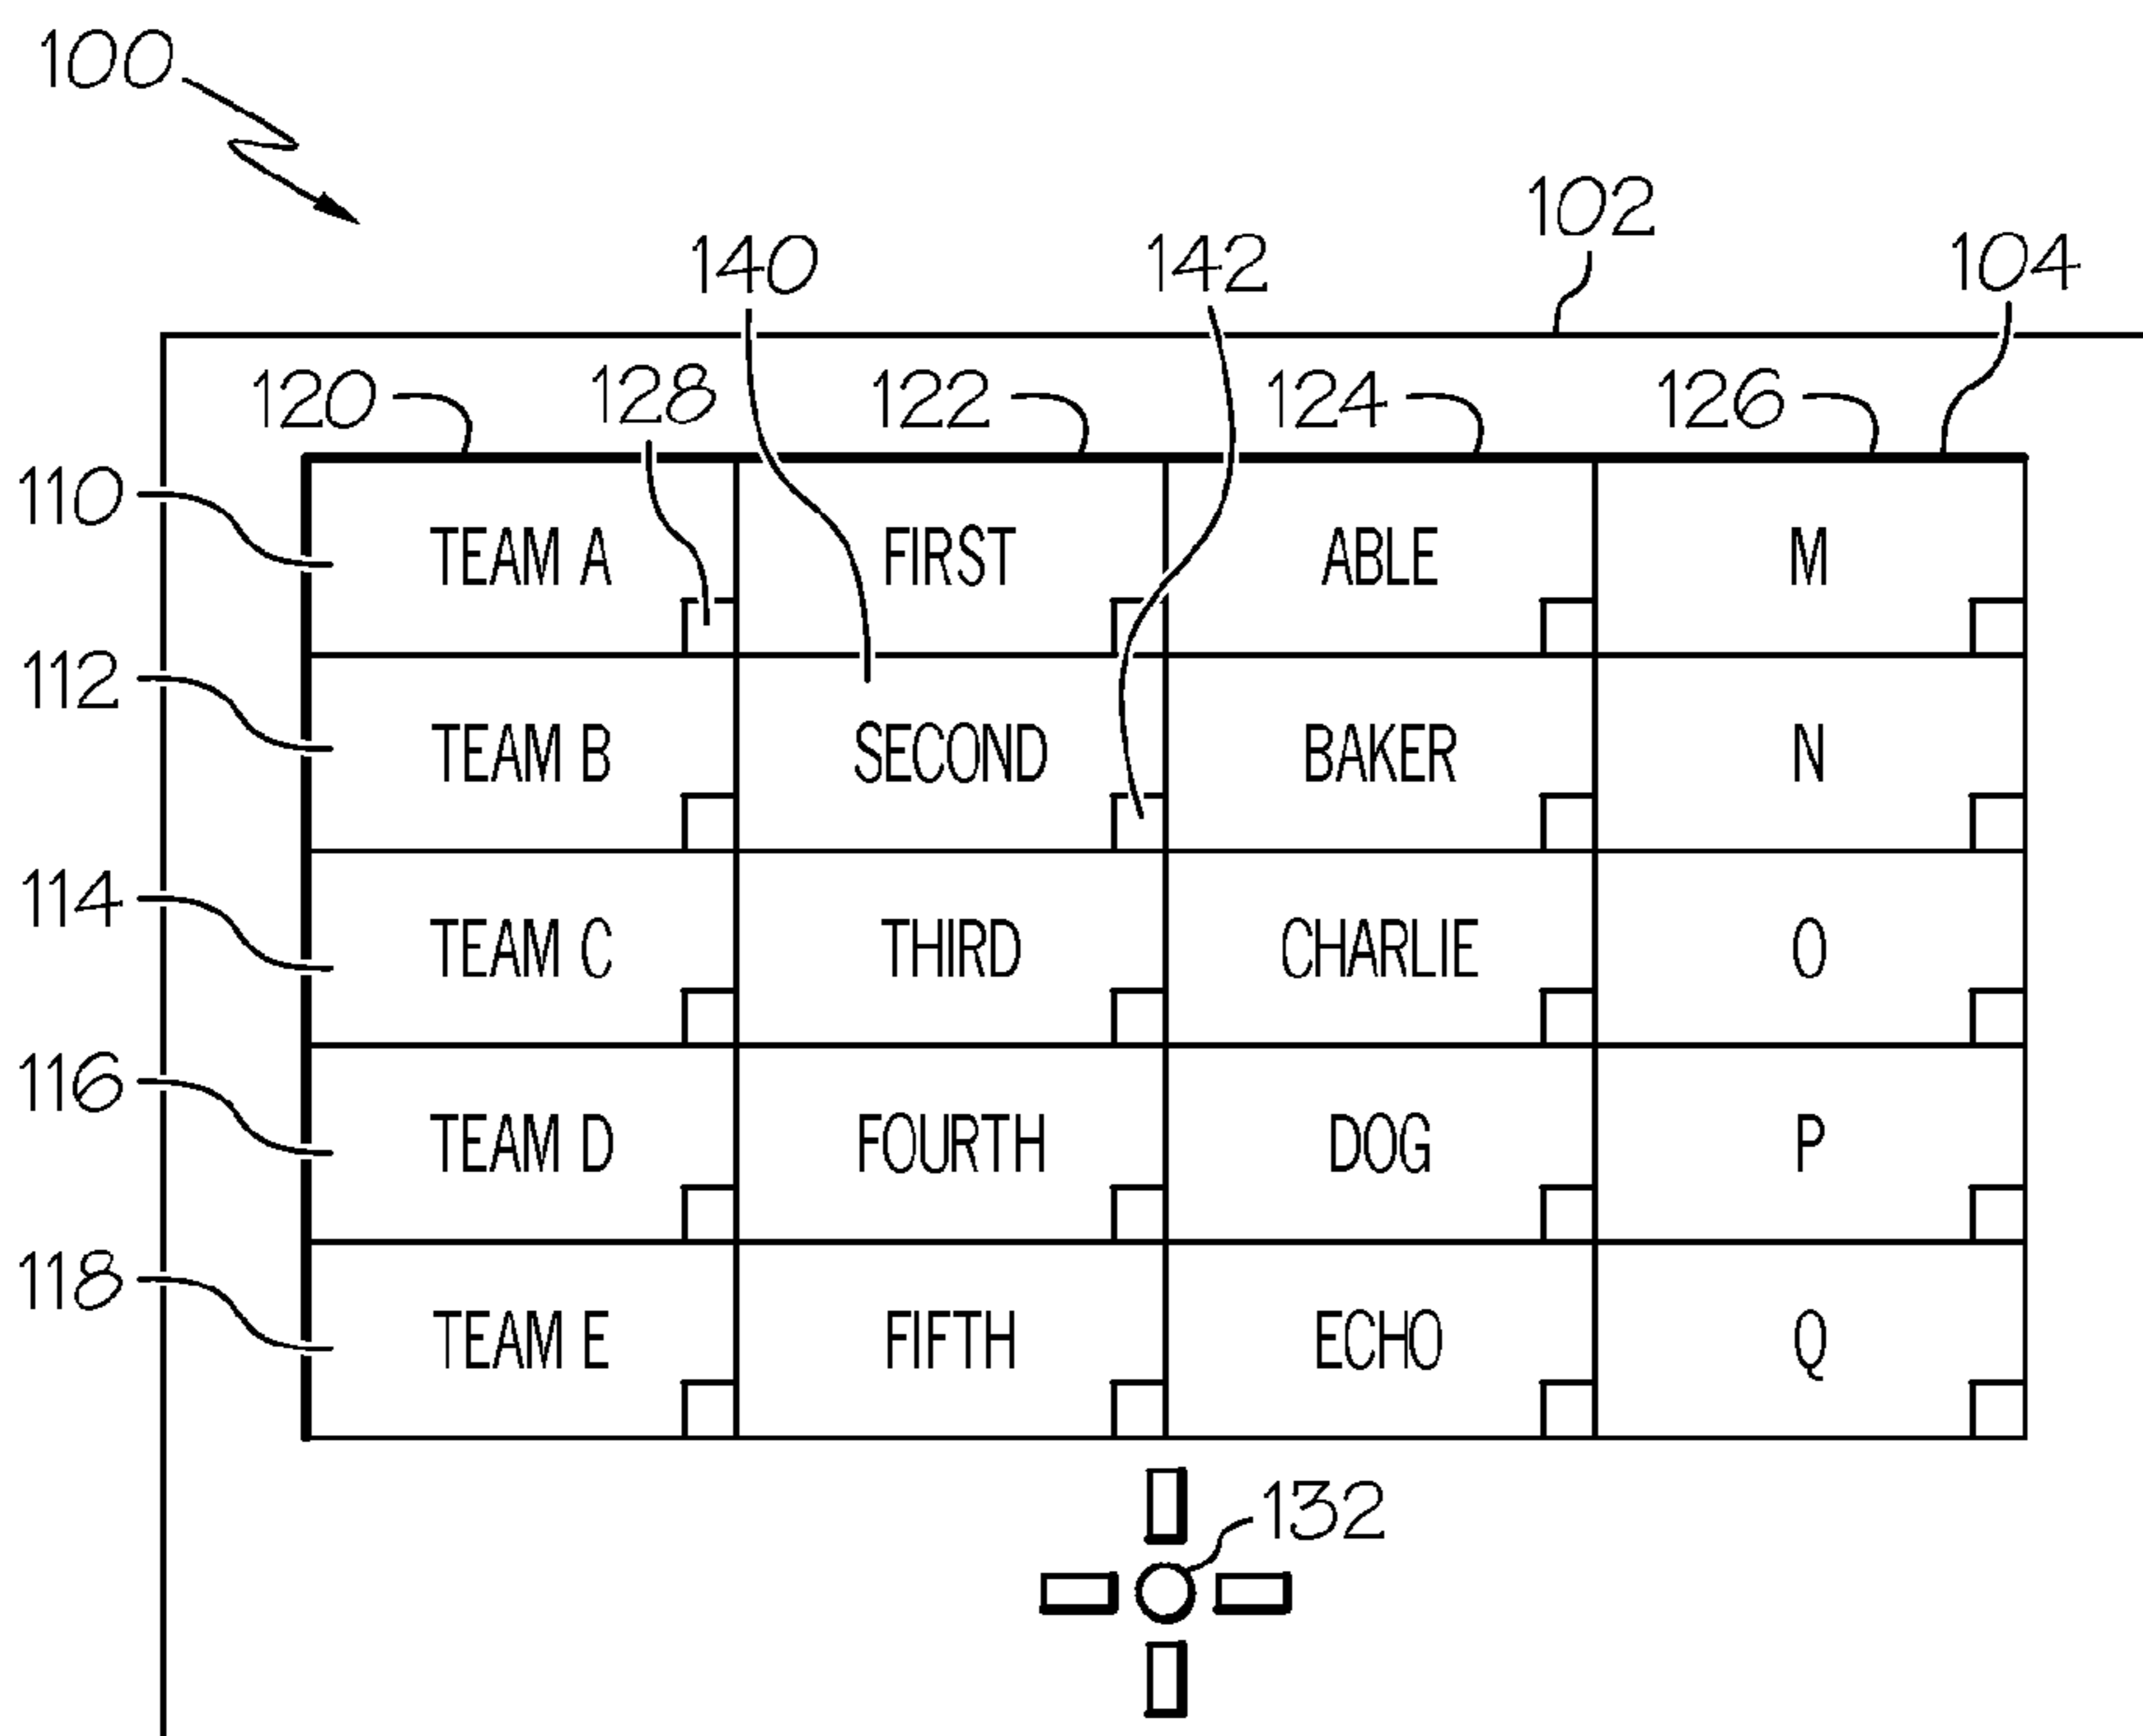 100
102
140 142 104
120 128 122 124 126
110
TEAM A FIRST ABLE M
112
TEAM B SECOND BAKER N
114
TEAM C THIRD CHARLIE O
116
TEAM D FOURTH DOG P
118
TEAM E FIFTH ECHO Q
132